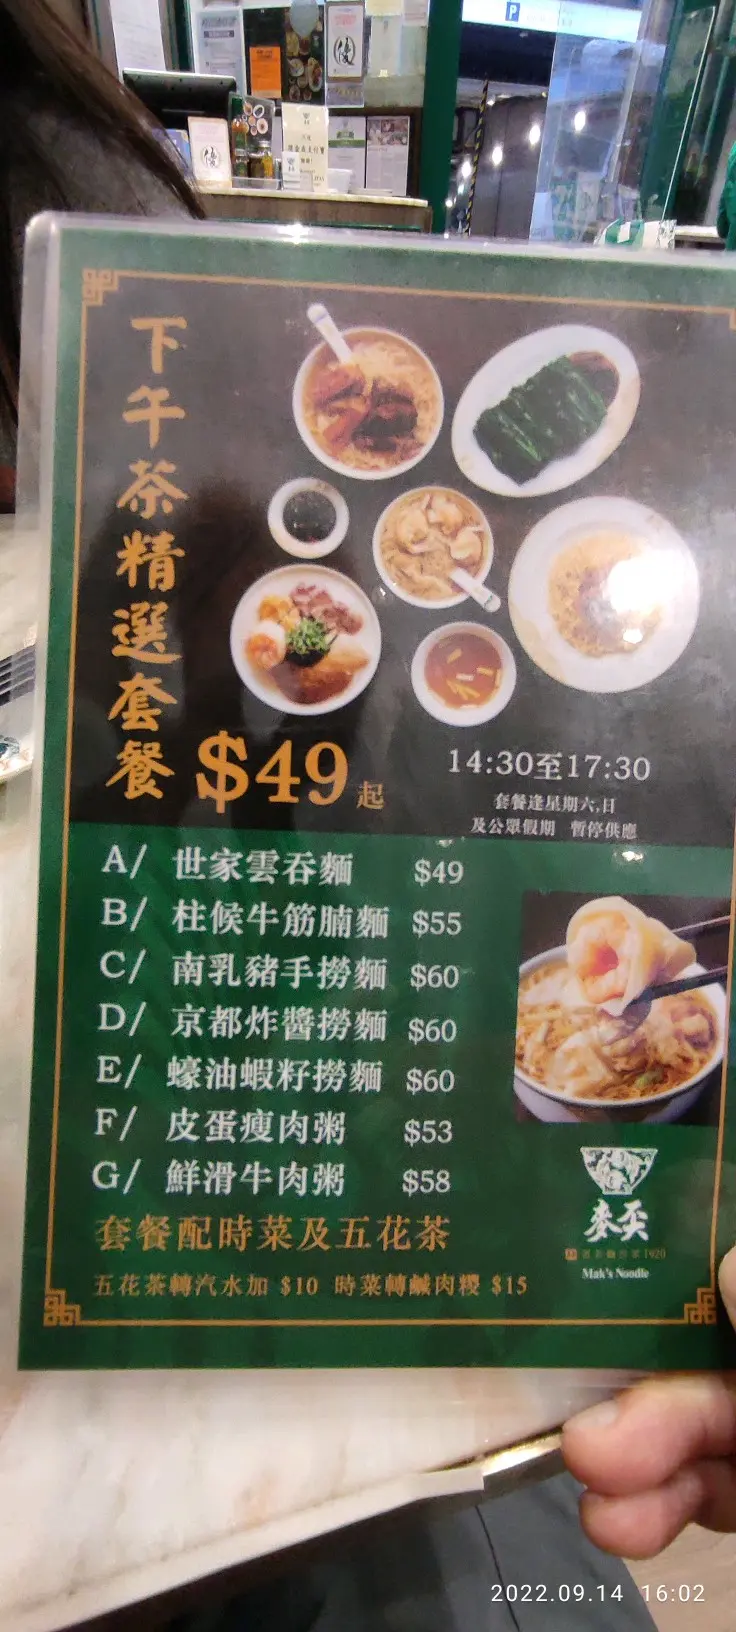 P
下午茶精選套餐
$49起
14:30至17:30
套餐逢星期六,日
及公眾假期 暫停供應
A/ 世家雲吞麵 $49
B/ 柱候牛筋腩麵 $55
C/ 南乳豬手撈麵 $60
D/ 京都炸醬撈麵 $60
E/ 蠔油蝦籽撈麵 $60
F/ 皮蛋瘦肉粥 $53
G/ 鮮滑牛肉粥 $58
套餐配時菜及五花茶
五花茶轉汽水加 $10 時菜轉鹹肉糉 $15
麥奀
1920
Mak's Noodle
2022.09.14 16:02